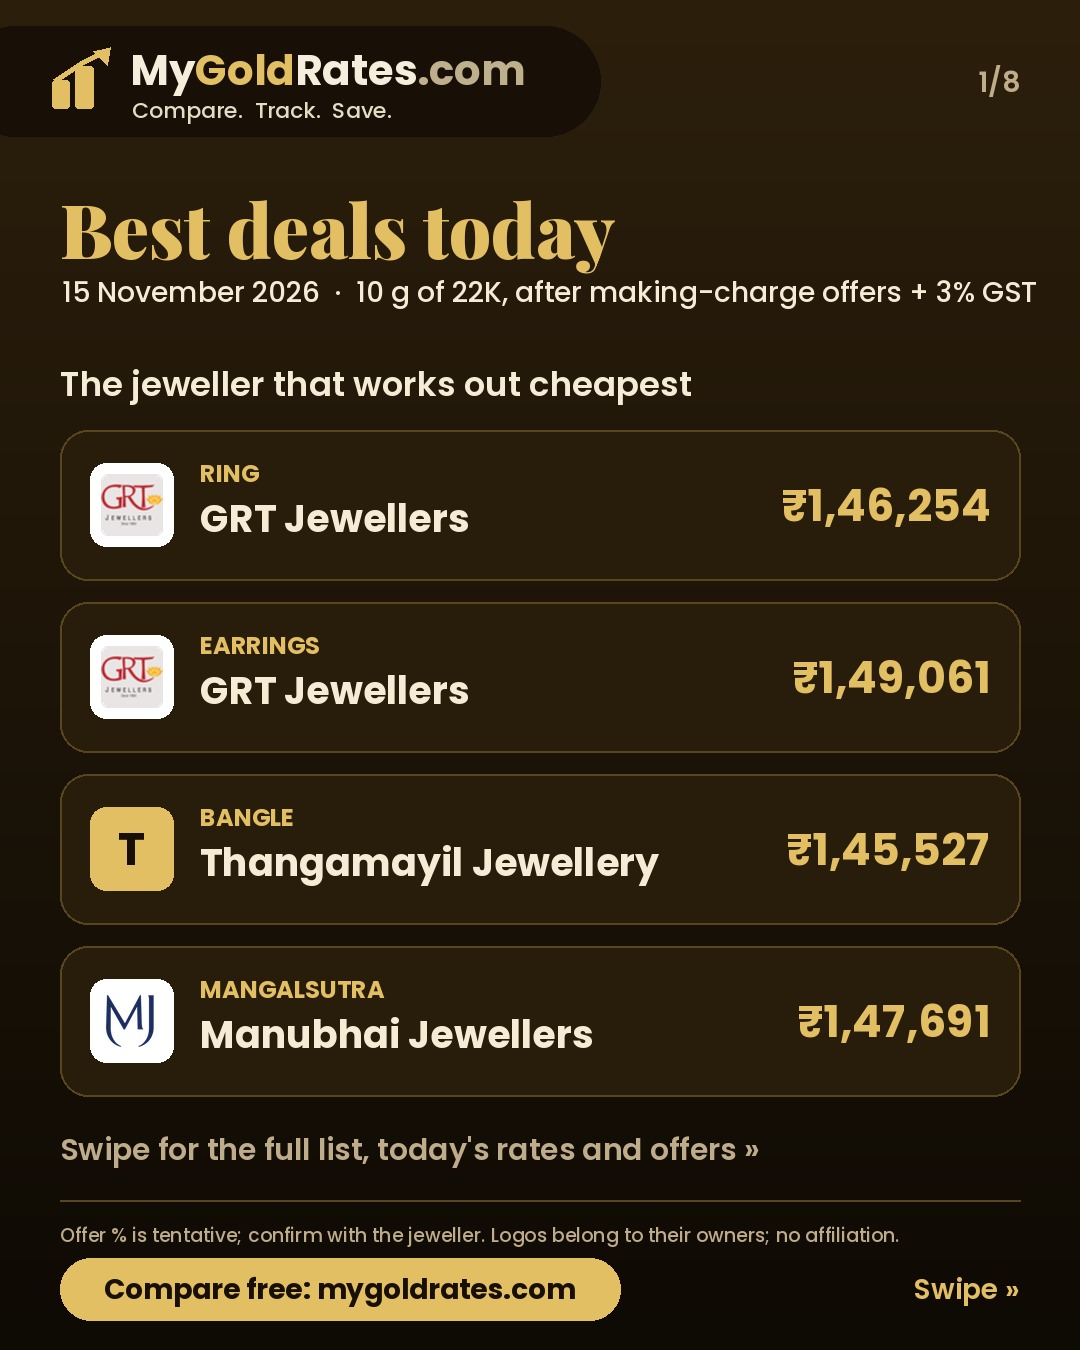 MyGoldRates.com
Compare. Track. Save.
1/8
Best deals today
15 November 2026 · 10 g of 22K, after making-charge offers + 3% GST
The jeweller that works out cheapest
GRT
JEWELLERS
RING
GRT Jewellers
₹1,46,254
GRT
JEWELLERS
EARRINGS
GRT Jewellers
₹1,49,061
T
BANGLE
Thangamayil Jewellery
₹1,45,527
MJ
MANGALSUTRA
Manubhai Jewellers
₹1,47,691
Swipe for the full list, today's rates and offers »
Offer % is tentative; confirm with the jeweller. Logos belong to their owners; no affiliation.
Compare free: mygoldrates.com
Swipe »